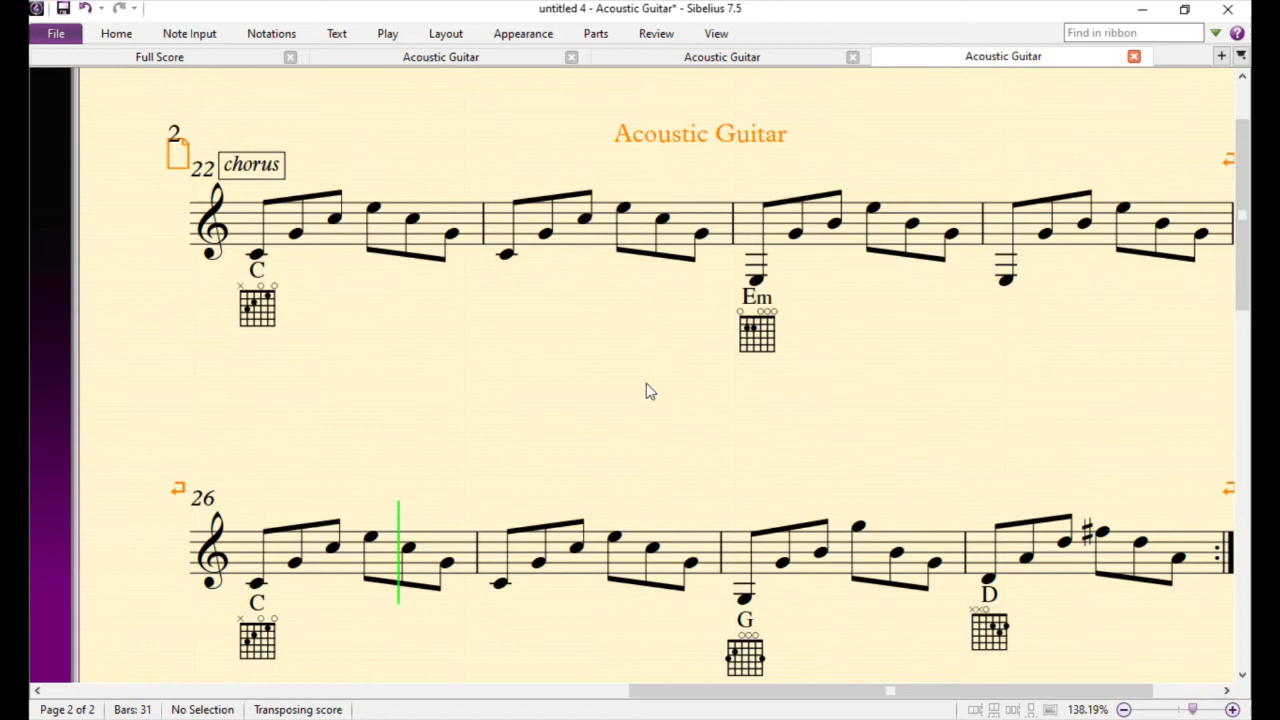 untitled 4 - Acoustic Guitar* - Sibelius 7.5
File Home Note Input Notations Text Play Layout Appearance Parts Review View Find in ribbon
Full Score Acoustic Guitar Acoustic Guitar Acoustic Guitar
2
Acoustic Guitar
22 chorus
C
Em
26
C
G
D
Page 2 of 2 Bars: 31 No Selection Transposing score 138.19%